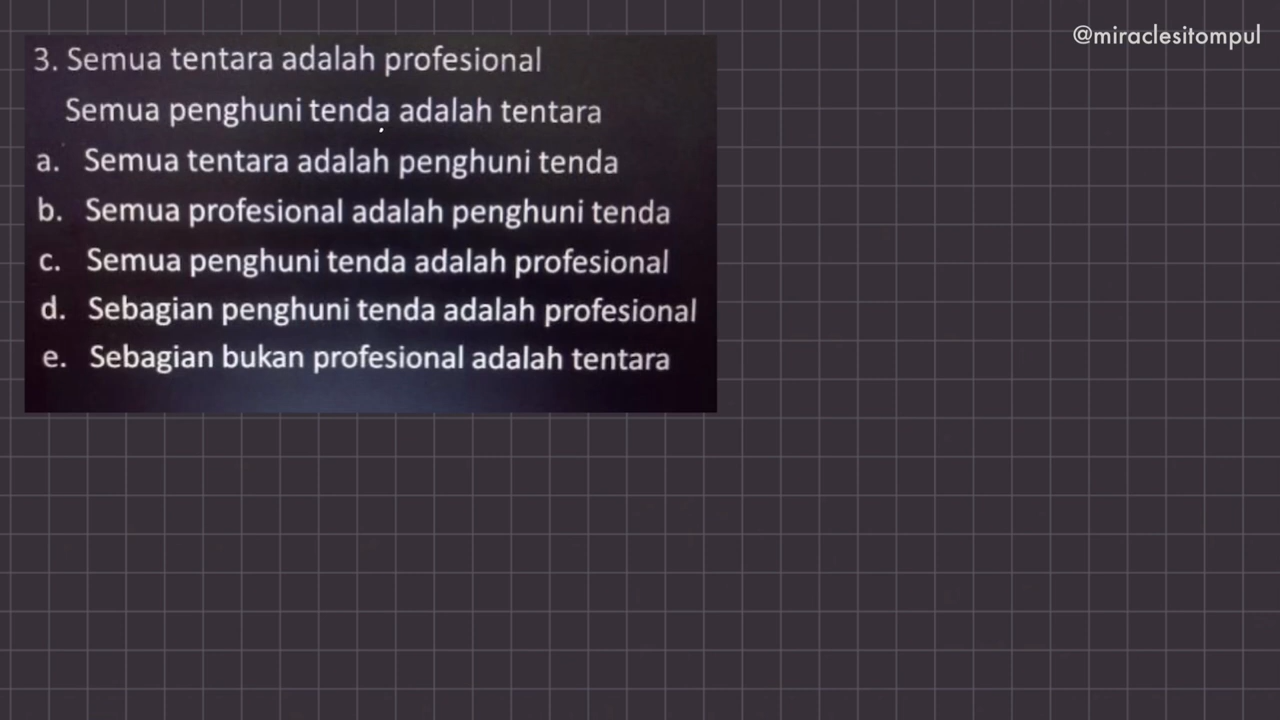 @miraclesitompul
3. Semua tentara adalah profesional
Semua penghuni tenda adalah tentara
a. Semua tentara adalah penghuni tenda
b. Semua profesional adalah penghuni tenda
c. Semua penghuni tenda adalah profesional
d. Sebagian penghuni tenda adalah profesional
e. Sebagian bukan profesional adalah tentara